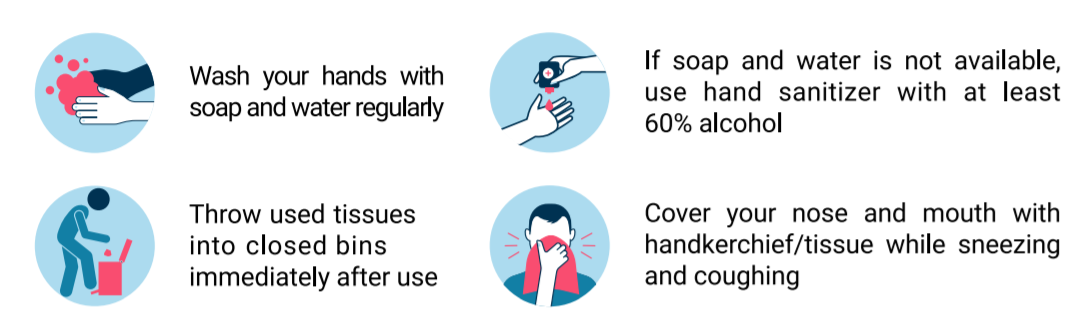 Wash your hands with
soap and water regularly
If soap and water is not available,
use hand sanitizer with at least
60% alcohol
Throw used tissues
into closed bins
immediately after use
Cover your nose and mouth with
handkerchief/tissue while sneezing
and coughing